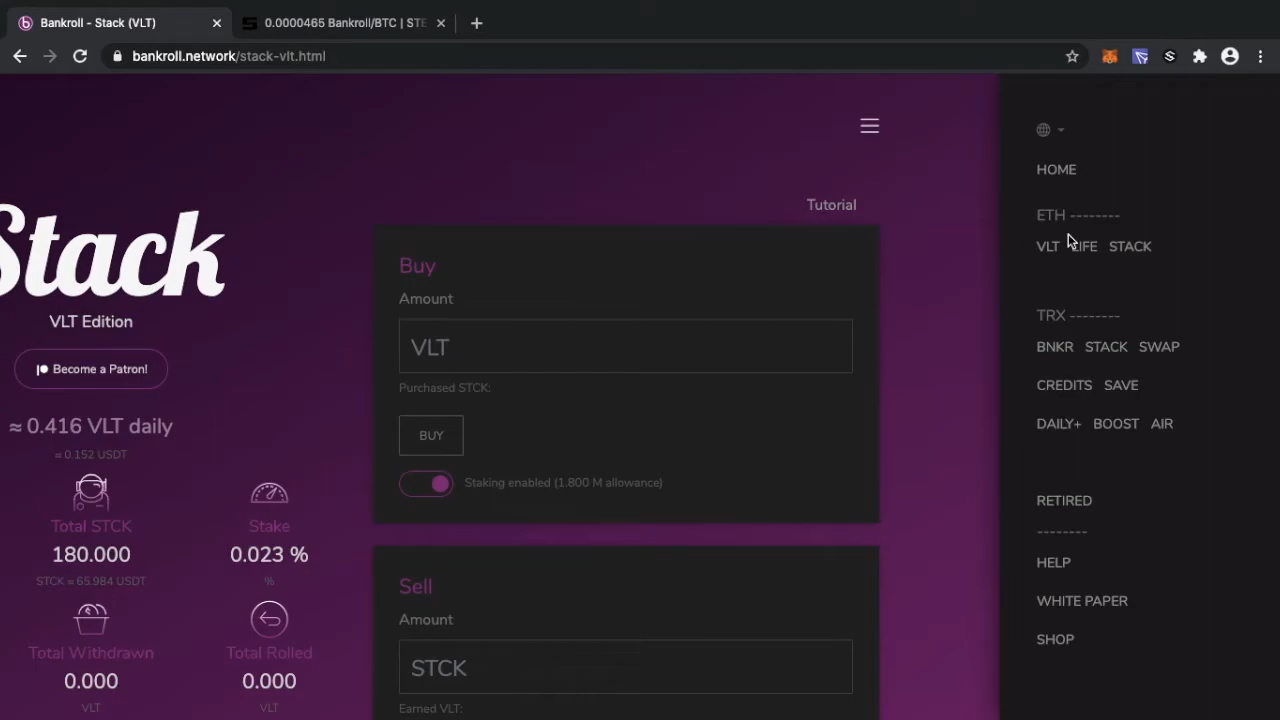 Bankroll - Stack (VLT)
0.0000465 Bankroll/BTC | STE
bankroll.network/stack-vlt.html
Stack
VLT Edition
Become a Patron!
≈ 0.416 VLT daily
≈ 0.152 USDT
Total STCK
180.000
STCK ≈ 65.984 USDT
Stake
0.023 %
%
Total Withdrawn
0.000
VLT
Total Rolled
0.000
VLT
Tutorial
Buy
Amount
VLT
Purchased STCK:
BUY
Staking enabled (1.800 M allowance)
Sell
Amount
STCK
Earned VLT:
HOME
ETH --------
VLT LIFE STACK
TRX --------
BNKR STACK SWAP
CREDITS SAVE
DAILY+ BOOST AIR
RETIRED
--------
HELP
WHITE PAPER
SHOP